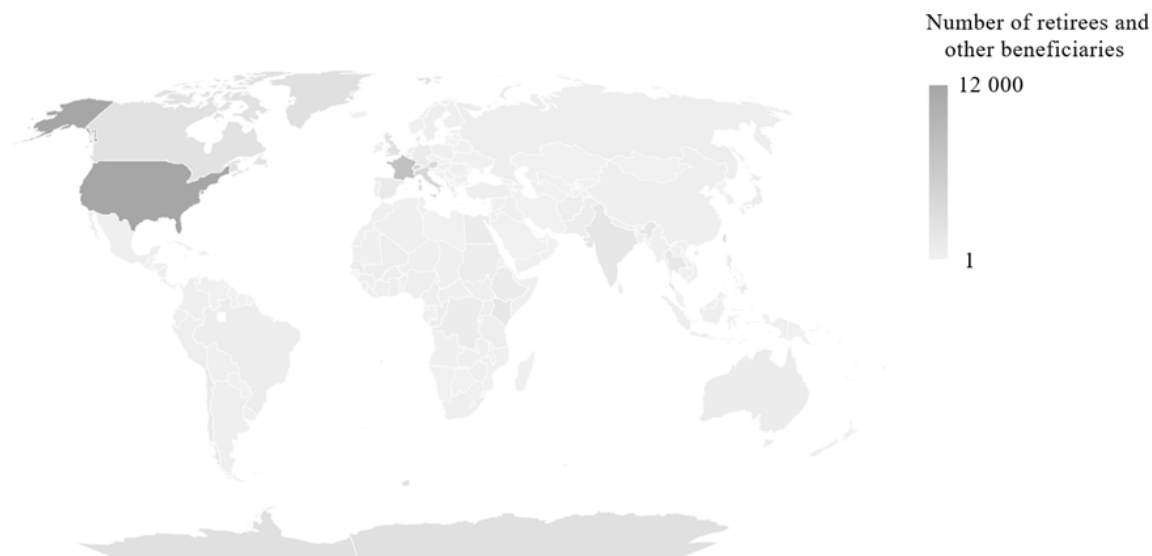 Number of retirees and
other beneficiaries
12 000
1